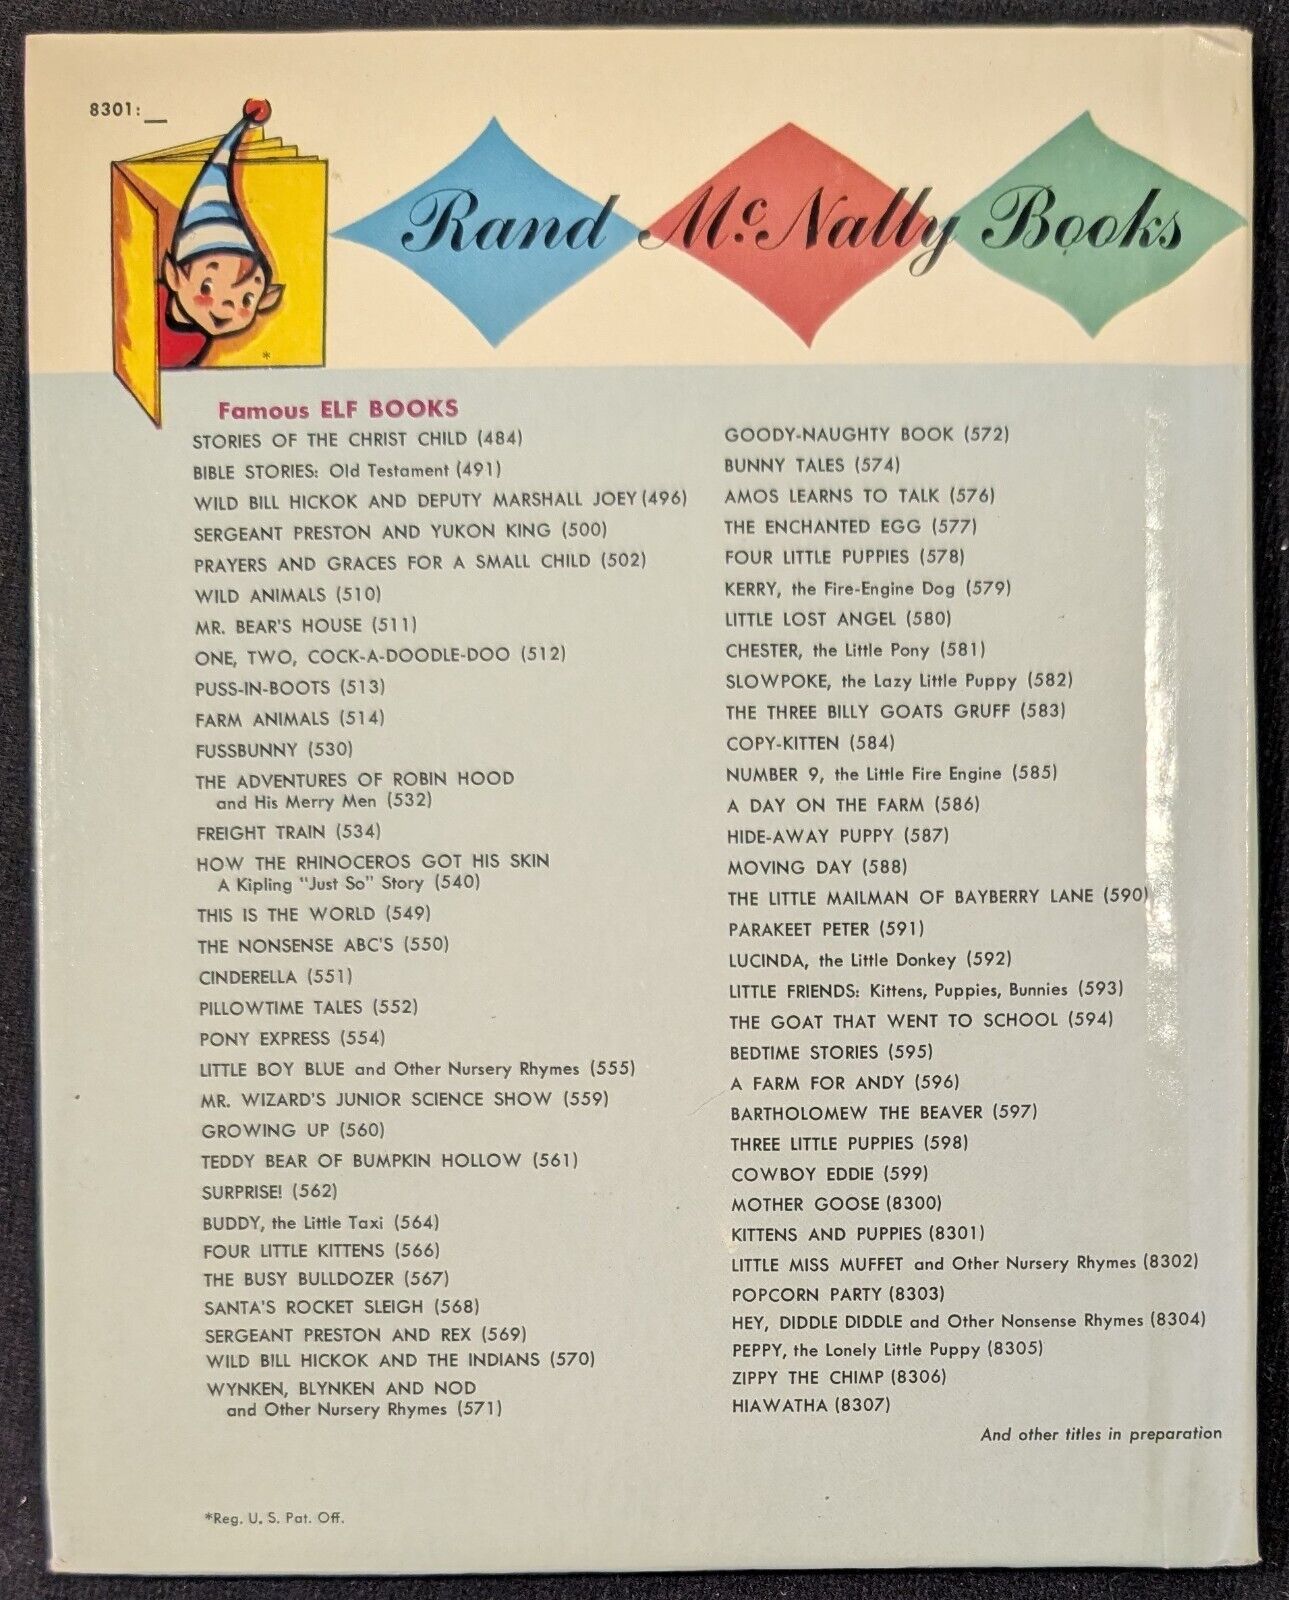 8301:__
Rand McNally Books
*
Famous ELF BOOKS
STORIES OF THE CHRIST CHILD (484)
BIBLE STORIES: Old Testament (491)
WILD BILL HICKOK AND DEPUTY MARSHALL JOEY (496)
SERGEANT PRESTON AND YUKON KING (500)
PRAYERS AND GRACES FOR A SMALL CHILD (502)
WILD ANIMALS (510)
MR. BEAR'S HOUSE (511)
ONE, TWO, COCK-A-DOODLE-DOO (512)
PUSS-IN-BOOTS (513)
FARM ANIMALS (514)
FUSSBUNNY (530)
THE ADVENTURES OF ROBIN HOOD
and His Merry Men (532)
FREIGHT TRAIN (534)
HOW THE RHINOCEROS GOT HIS SKIN
A Kipling "Just So" Story (540)
THIS IS THE WORLD (549)
THE NONSENSE ABC'S (550)
CINDERELLA (551)
PILLOWTIME TALES (552)
PONY EXPRESS (554)
LITTLE BOY BLUE and Other Nursery Rhymes (555)
MR. WIZARD'S JUNIOR SCIENCE SHOW (559)
GROWING UP (560)
TEDDY BEAR OF BUMPKIN HOLLOW (561)
SURPRISE! (562)
BUDDY, the Little Taxi (564)
FOUR LITTLE KITTENS (566)
THE BUSY BULLDOZER (567)
SANTA'S ROCKET SLEIGH (568)
SERGEANT PRESTON AND REX (569)
WILD BILL HICKOK AND THE INDIANS (570)
WYNKEN, BLYNKEN AND NOD
and Other Nursery Rhymes (571)
GOODY-NAUGHTY BOOK (572)
BUNNY TALES (574)
AMOS LEARNS TO TALK (576)
THE ENCHANTED EGG (577)
FOUR LITTLE PUPPIES (578)
KERRY, the Fire-Engine Dog (579)
LITTLE LOST ANGEL (580)
CHESTER, the Little Pony (581)
SLOWPOKE, the Lazy Little Puppy (582)
THE THREE BILLY GOATS GRUFF (583)
COPY-KITTEN (584)
NUMBER 9, the Little Fire Engine (585)
A DAY ON THE FARM (586)
HIDE-AWAY PUPPY (587)
MOVING DAY (588)
THE LITTLE MAILMAN OF BAYBERRY LANE (590)
PARAKEET PETER (591)
LUCINDA, the Little Donkey (592)
LITTLE FRIENDS: Kittens, Puppies, Bunnies (593)
THE GOAT THAT WENT TO SCHOOL (594)
BEDTIME STORIES (595)
A FARM FOR ANDY (596)
BARTHOLOMEW THE BEAVER (597)
THREE LITTLE PUPPIES (598)
COWBOY EDDIE (599)
MOTHER GOOSE (8300)
KITTENS AND PUPPIES (8301)
LITTLE MISS MUFFET and Other Nursery Rhymes (8302)
POPCORN PARTY (8303)
HEY, DIDDLE DIDDLE and Other Nonsense Rhymes (8304)
PEPPY, the Lonely Little Puppy (8305)
ZIPPY THE CHIMP (8306)
HIAWATHA (8307)
And other titles in preparation
*Reg. U. S. Pat. Off.